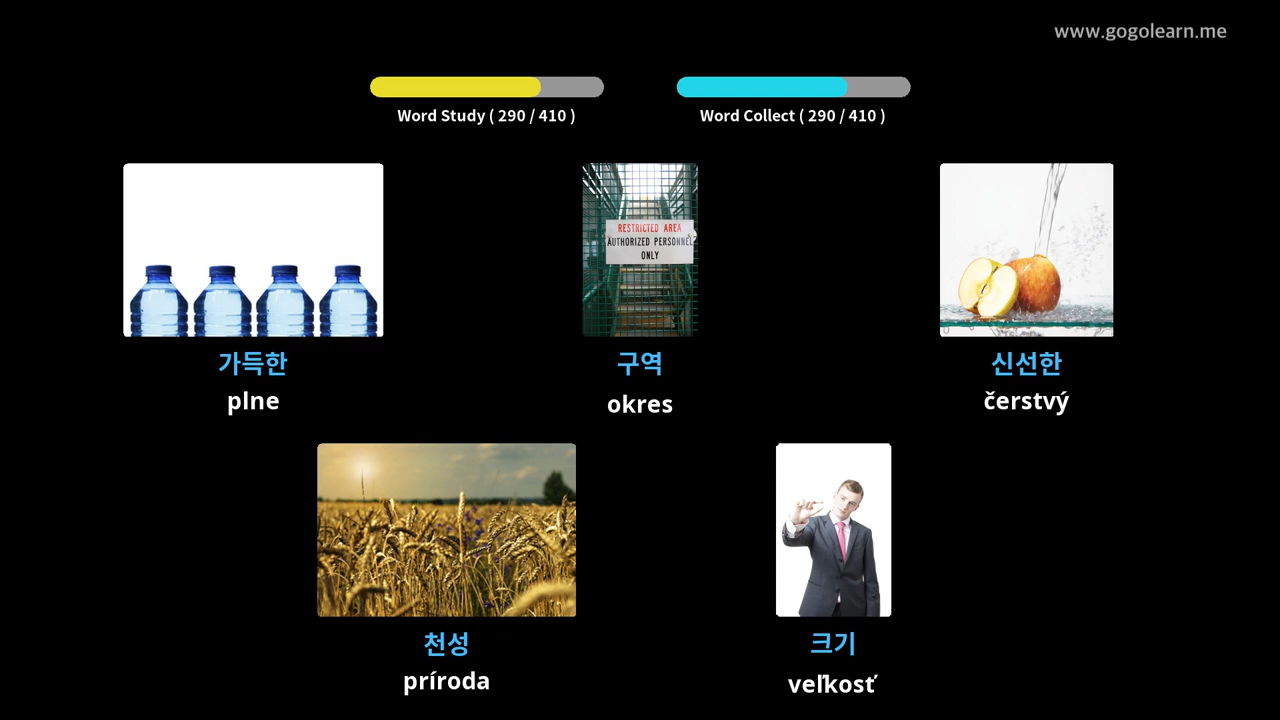 www.gogolearn.me
Word Study ( 290 / 410 )
Word Collect ( 290 / 410 )
RESTRICTED AREA
AUTHORIZED PERSONNEL
ONLY
가득한
plne
구역
okres
신선한
čerstvý
천성
príroda
크기
veľkosť